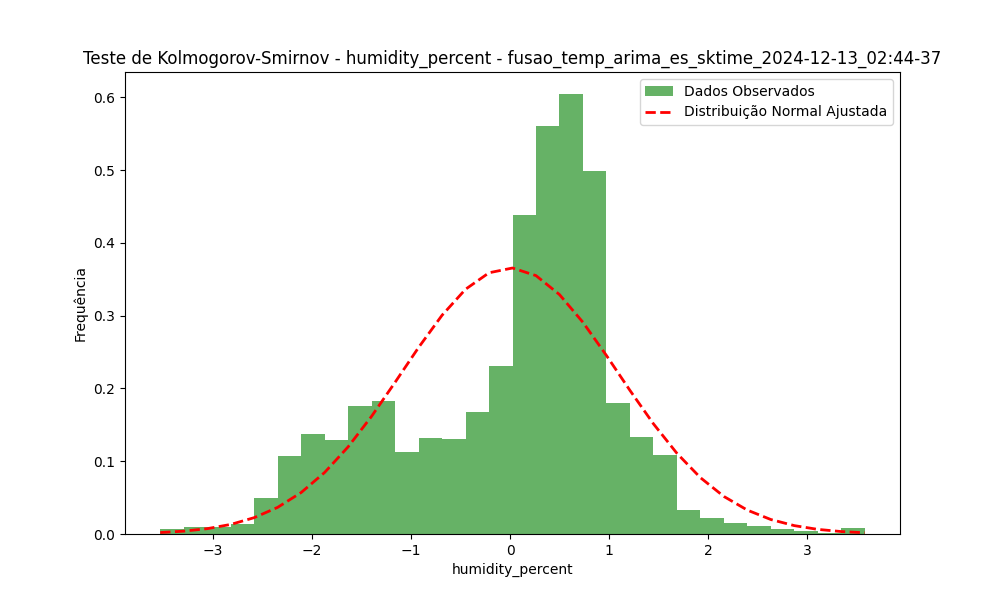 Teste de Kolmogorov-Smirnov - humidity_percent - fusao_temp_arima_es_sktime_2024-12-13_02:44-37
Dados Observados
Distribuição Normal Ajustada
Frequência
0.6
0.5
0.4
0.3
0.2
0.1
0.0
−3 −2 −1 0 1 2 3
humidity_percent